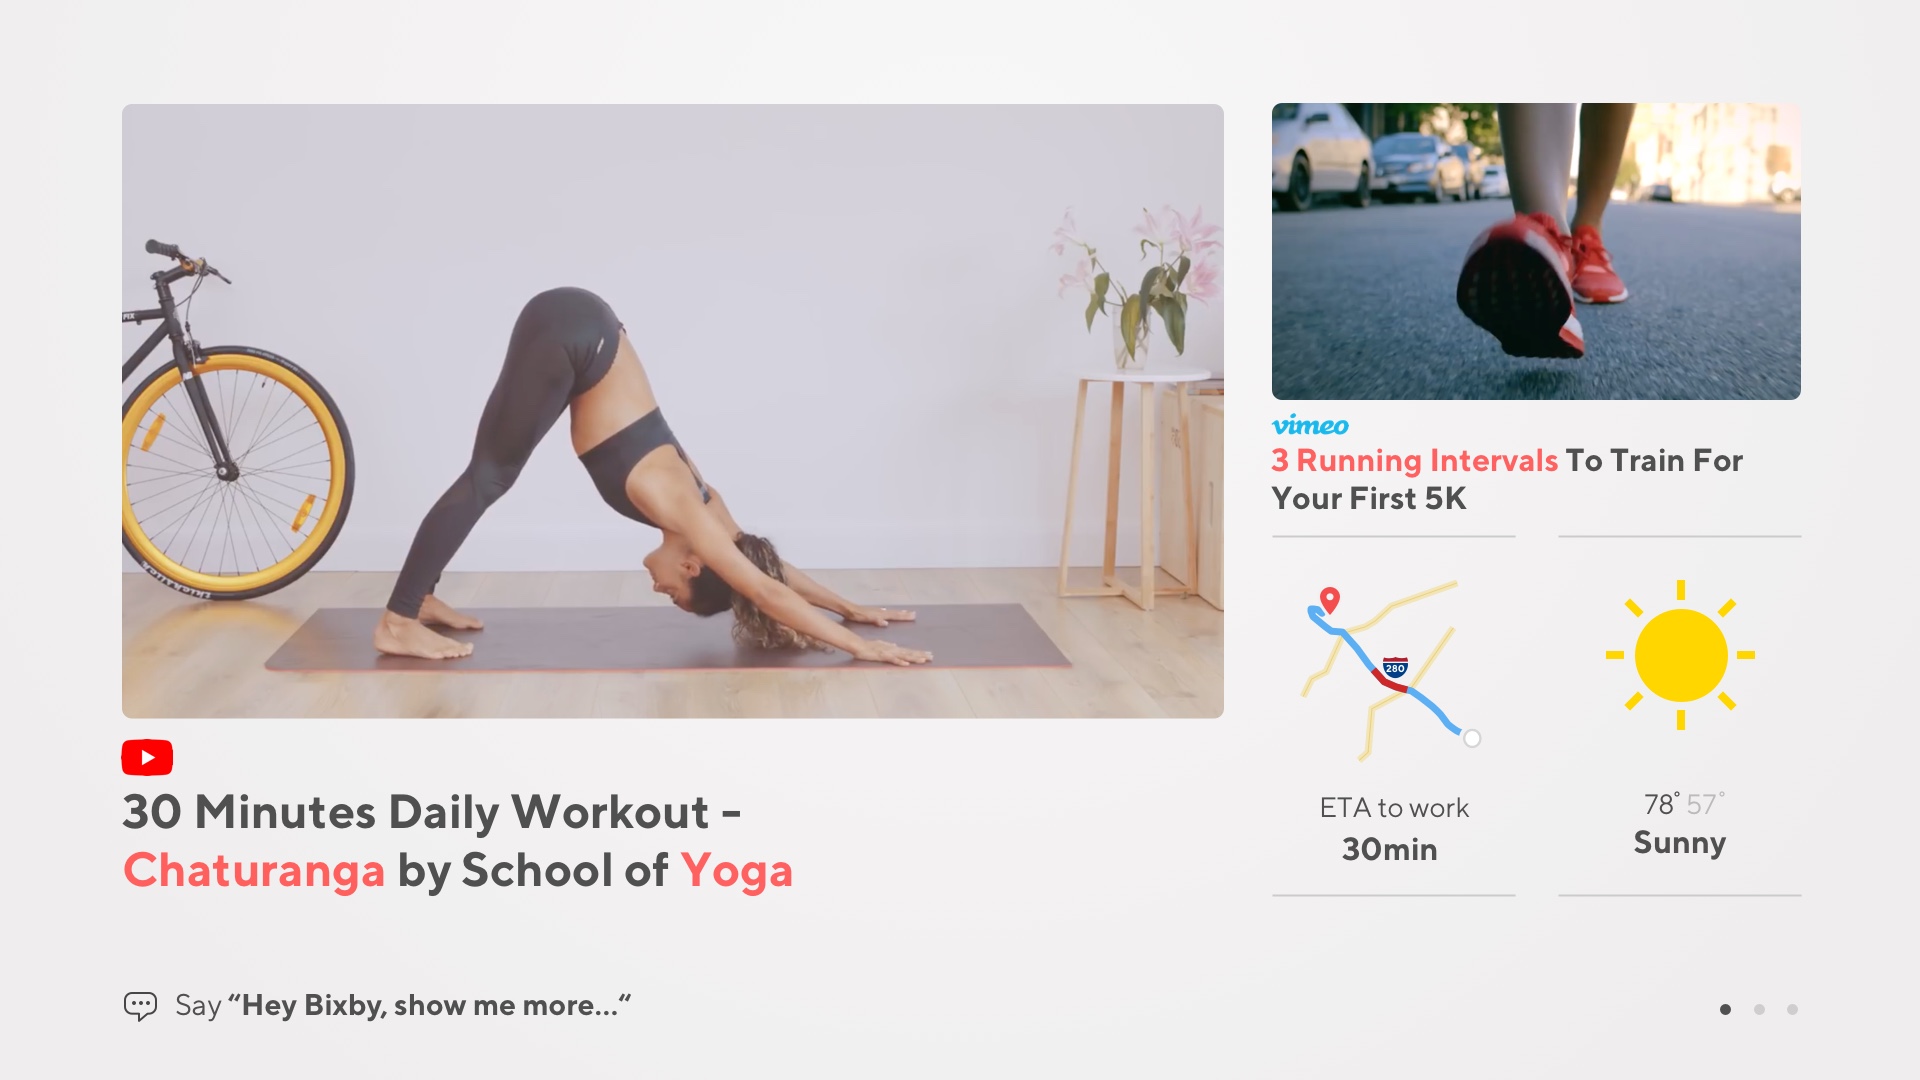 vimeo
3 Running Intervals To Train For
Your First 5K
280
30 Minutes Daily Workout –
Chaturanga by School of Yoga
ETA to work
30min
78° 57°
Sunny
Say “Hey Bixby, show me more...“